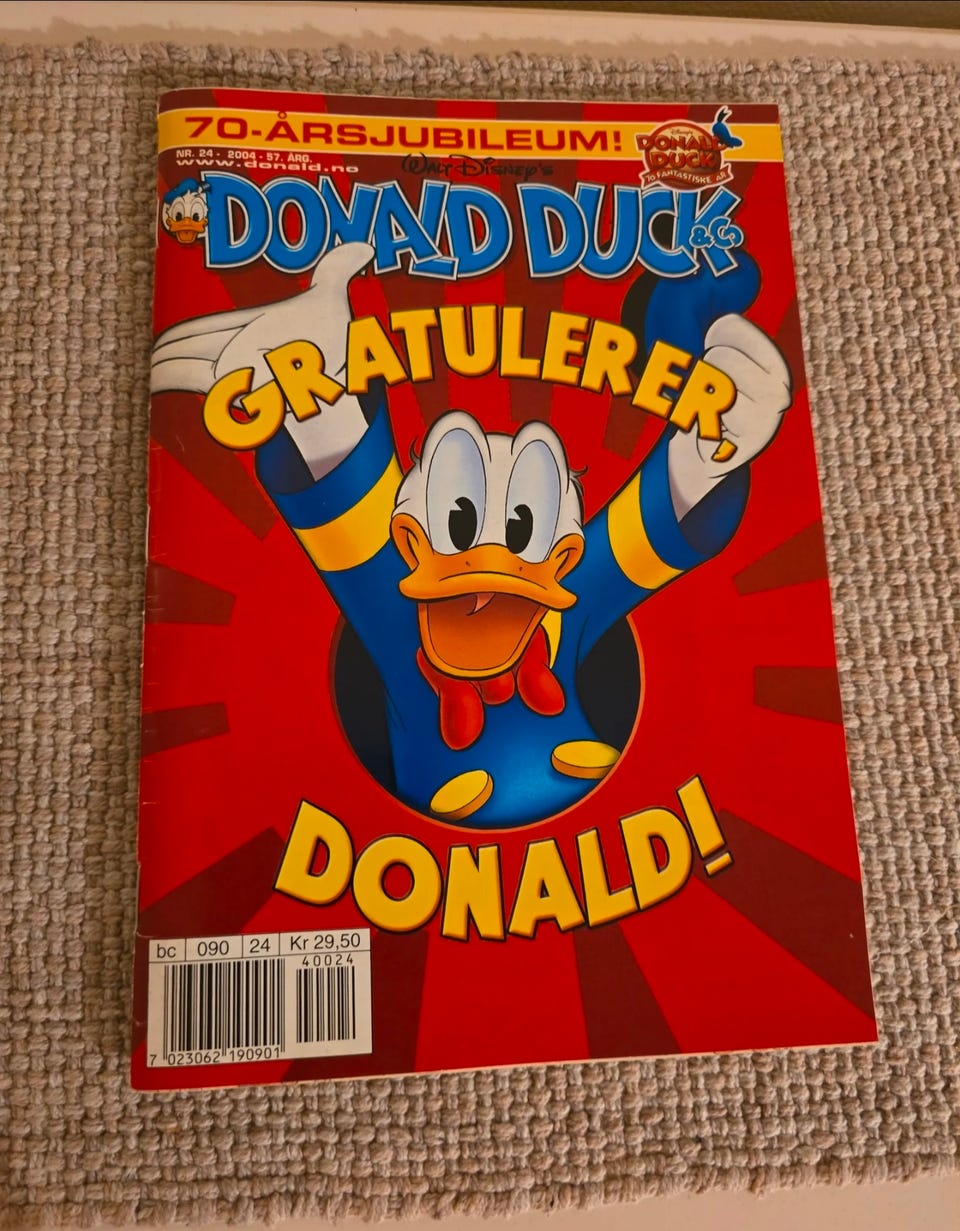 70-ÅRSJUBILEUM!
Disney's
DONALD
DUCK
70 FANTASTISKE ÅR
NR. 24 - 2004 - 57. ÅRG.
www.donald.no
WALT DISNEY'S
DONALD DUCK
&CO
GRATULERER,
DONALD!
bc 090 24 Kr 29,50
40024
7 023062 190901